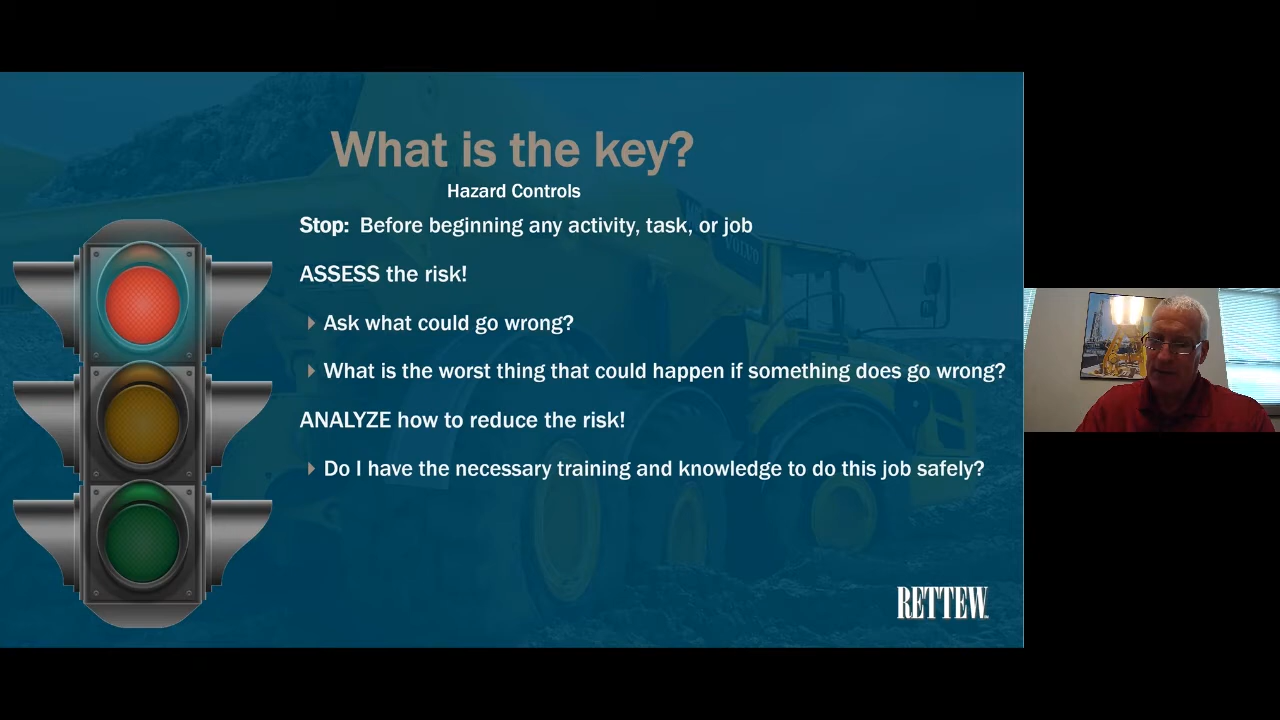 What is the key?
Hazard Controls
Stop: Before beginning any activity, task, or job
ASSESS the risk!
Ask what could go wrong?
What is the worst thing that could happen if something does go wrong?
ANALYZE how to reduce the risk!
Do I have the necessary training and knowledge to do this job safely?
VOLVO
RETTEW